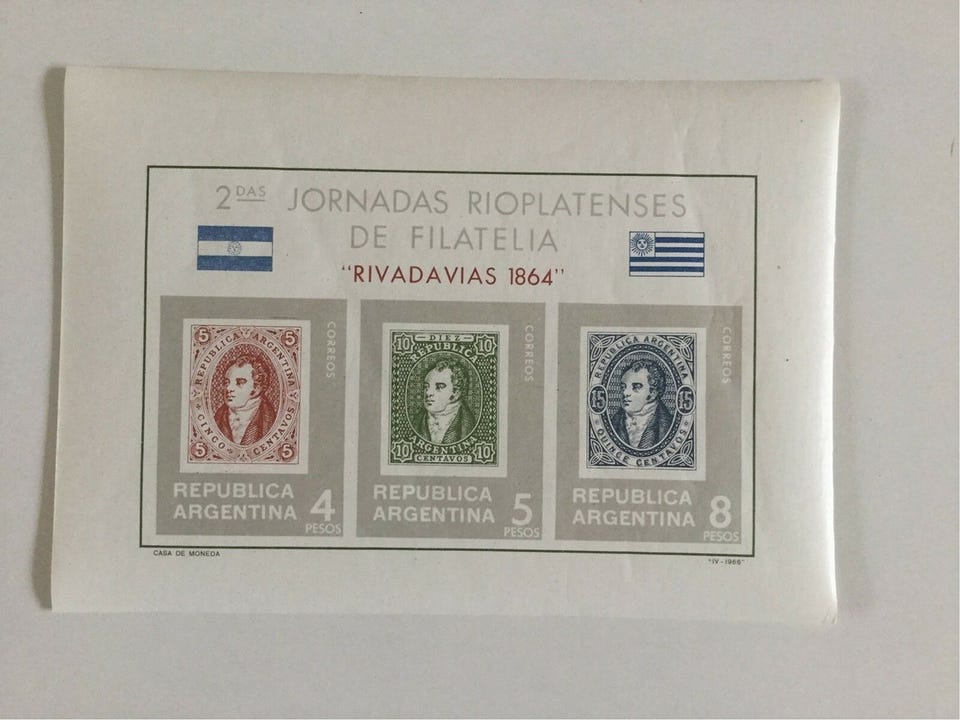 2DAS JORNADAS RIOPLATENSES
DE FILATELIA
"RIVADAVIAS 1864"
5 5
REPUBLICA ARGENTINA
CINCO CENTAVOS
5 5
CORREOS
REPUBLICA
ARGENTINA
4
PESOS
DIEZ
10 10
REPUBLICA
ARGENTINA
10 10
CENTAVOS
CORREOS
REPUBLICA
ARGENTINA
5
PESOS
REPUBLICA ARGENTINA
15 15
QUINCE CENTAVOS
CORREOS
REPUBLICA
ARGENTINA
8
PESOS
CASA DE MONEDA
"IV-1966"